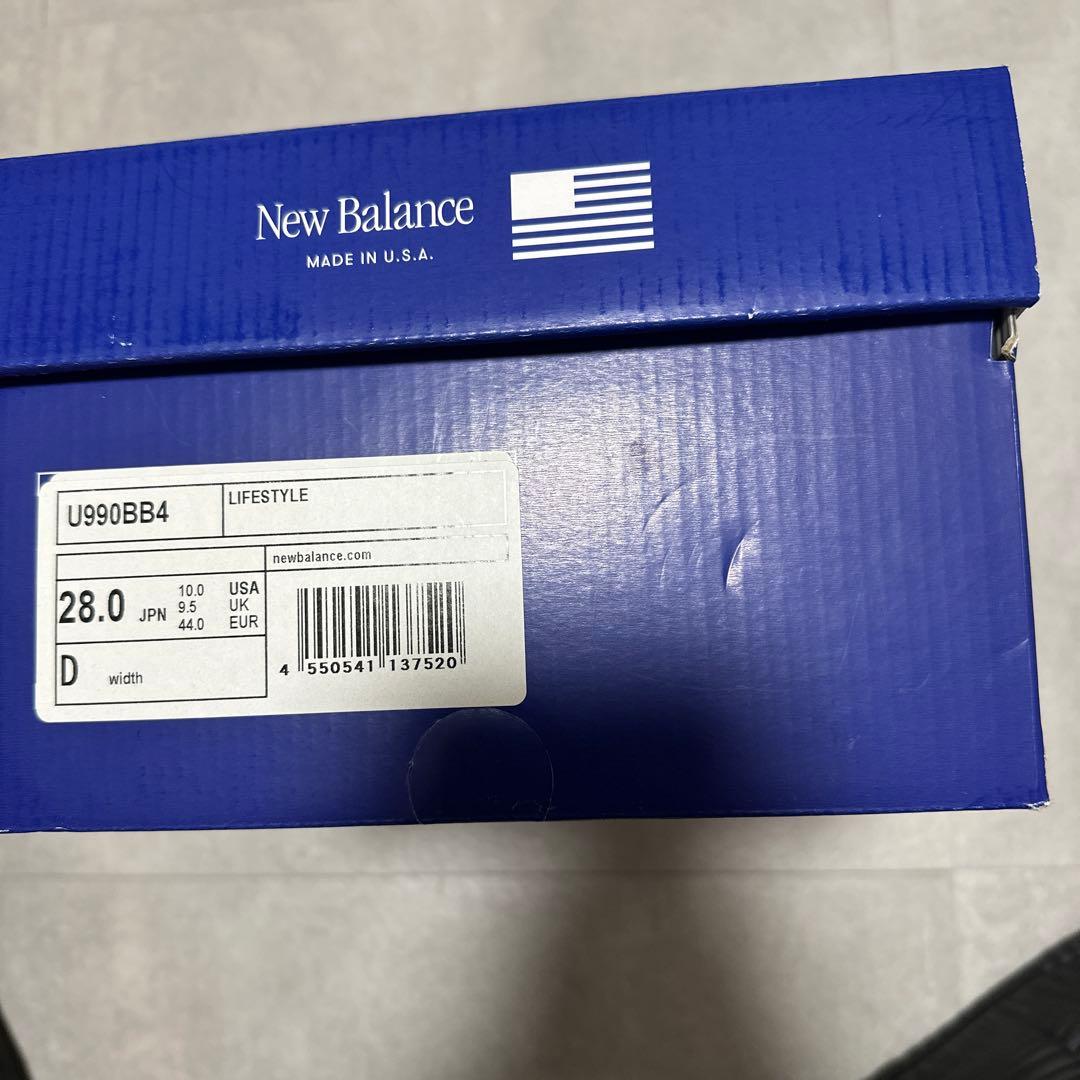 New Balance
MADE IN U.S.A.
U990BB4
LIFESTYLE
newbalance.com
28.0 JPN
10.0 USA
9.5 UK
44.0 EUR
D width
4 550541 137520